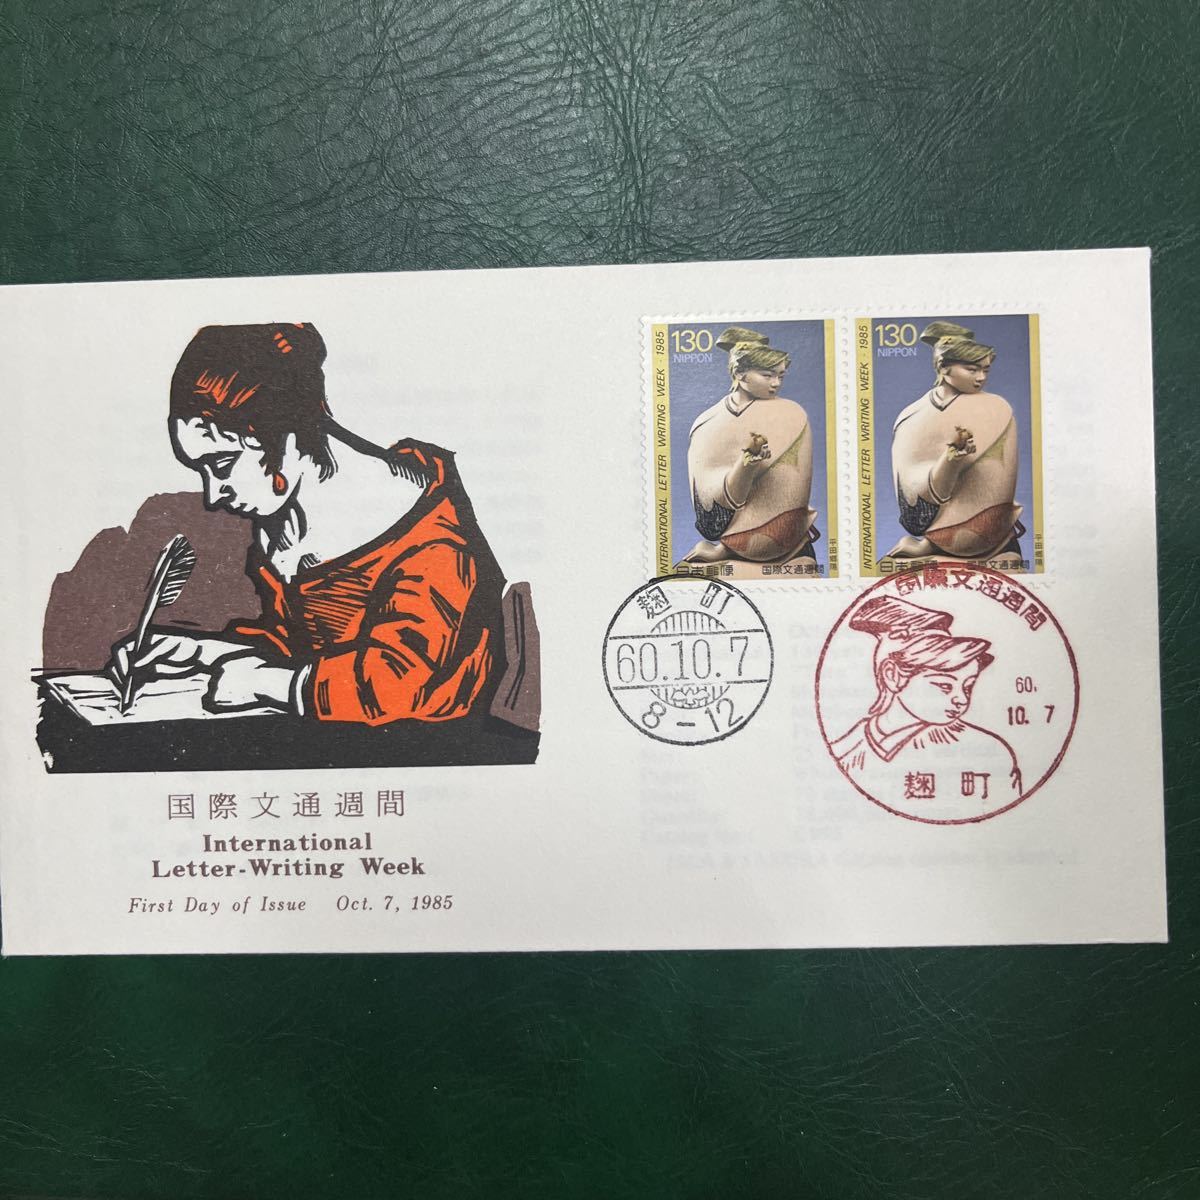 国際文通週間
International
Letter-Writing Week
First Day of Issue Oct. 7, 1985
130
NIPPON
INTERNATIONAL LETTER WRITING WEEK · 1985
日本郵便
国際文通週間
130
NIPPON
INTERNATIONAL LETTER WRITING WEEK · 1985
日本郵便
国際文通週間
麹町
60.10.7
8-12
国際文通週間
60.
10. 7
麹町